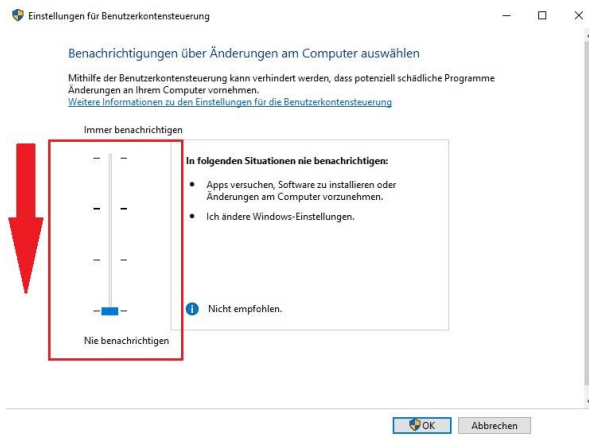 Einstellungen für Benutzerkontensteuerung
Benachrichtigungen über Änderungen am Computer auswählen
Mithilfe der Benutzerkontensteuerung kann verhindert werden, dass potenziell schädliche Programme
Änderungen an Ihrem Computer vornehmen.
Weitere Informationen zu den Einstellungen für die Benutzerkontensteuerung
Immer benachrichtigen
In folgenden Situationen nie benachrichtigen:
Apps versuchen, Software zu installieren oder
Änderungen am Computer vorzunehmen.
Ich ändere Windows-Einstellungen.
Nicht empfohlen.
Nie benachrichtigen
OK
Abbrechen